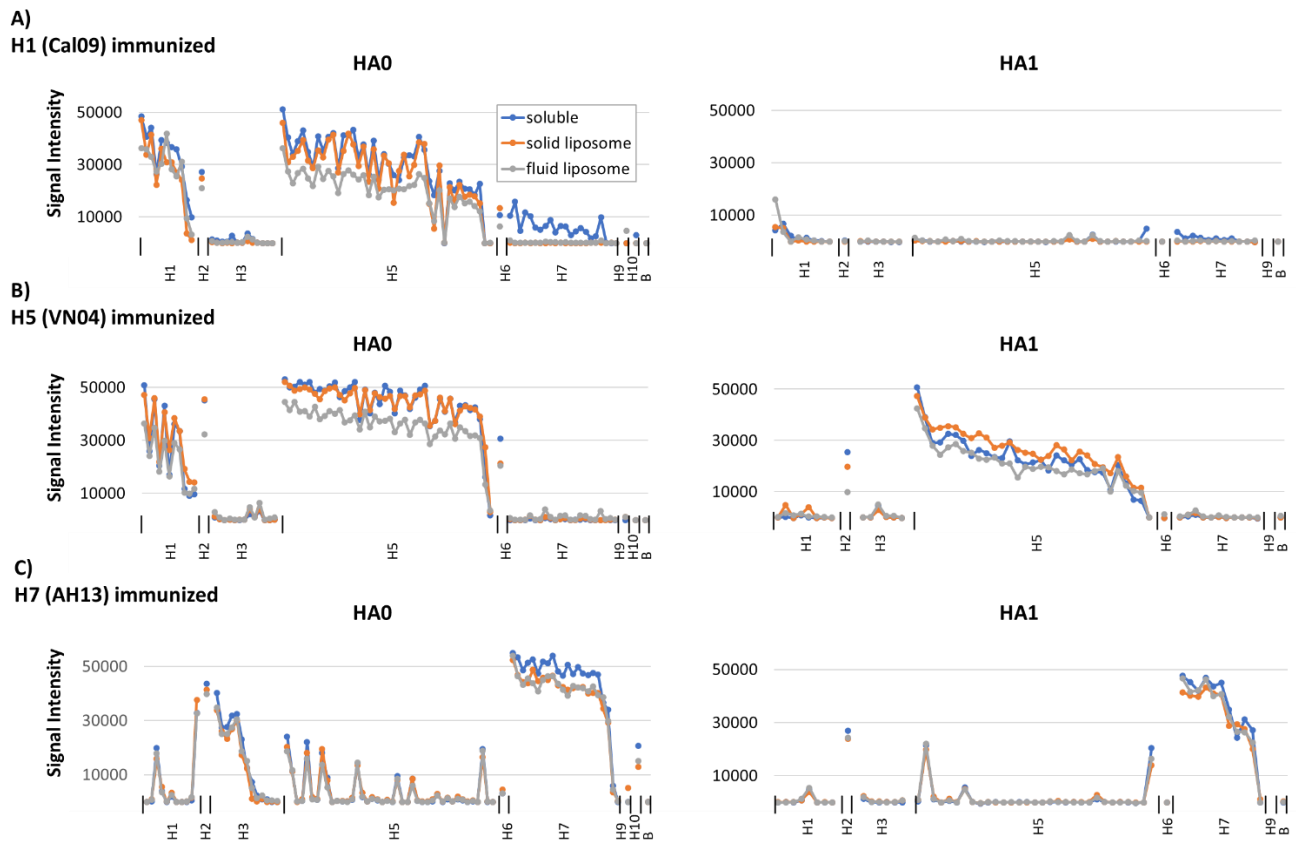 A)
H1 (Cal09) immunized
HA0
HA1
Signal Intensity
50000
30000
10000
soluble
solid liposome
fluid liposome
H1
H2
H3
H5
H6
H7
H9
H10
B
50000
30000
10000
H1
H2
H3
H5
H6
H7
H9
B
B)
H5 (VN04) immunized
HA0
HA1
Signal Intensity
50000
30000
10000
H1
H2
H3
H5
H6
H7
H9
H10
B
50000
30000
10000
H1
H2
H3
H5
H6
H7
H9
B
C)
H7 (AH13) immunized
HA0
HA1
Signal Intensity
50000
30000
10000
H1
H2
H3
H5
H6
H7
H9
H10
B
50000
30000
10000
H1
H2
H3
H5
H6
H7
H9
B